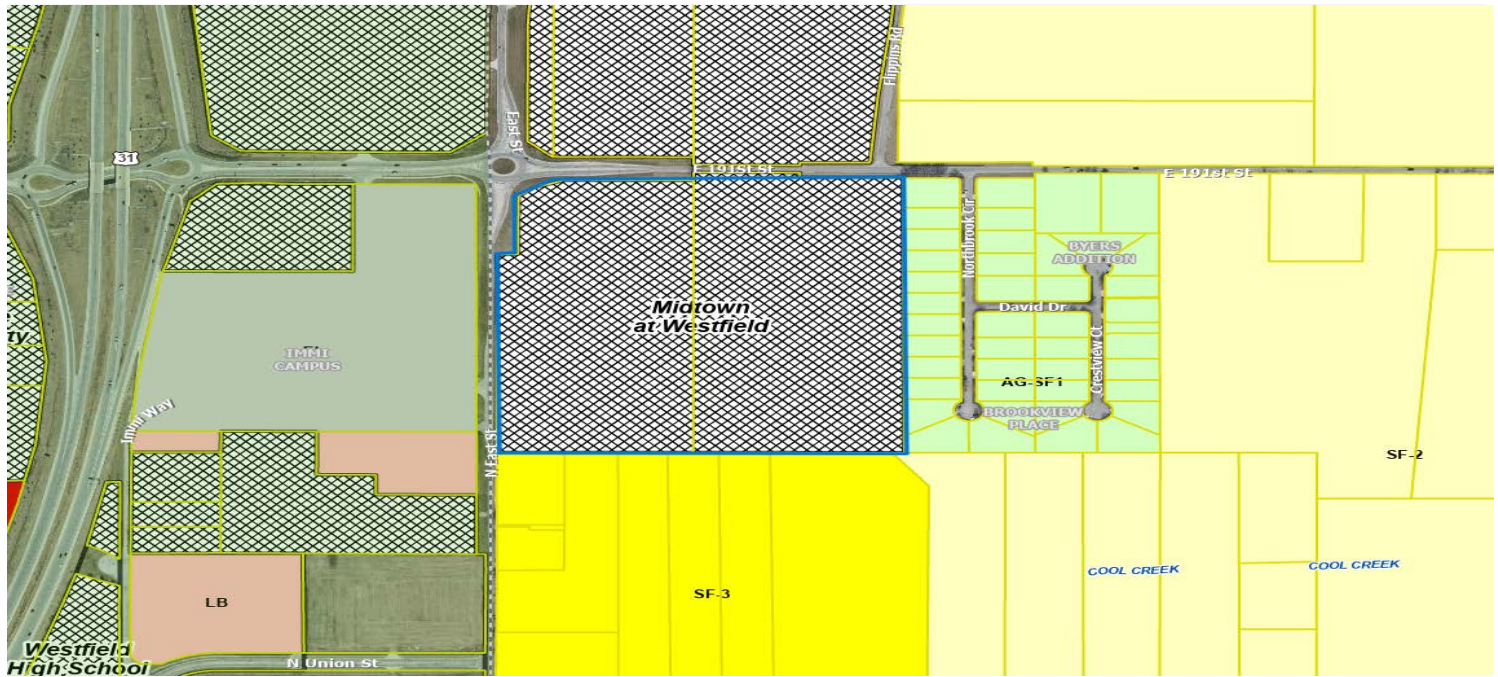 Flippins Rd
East St
31
E 191st St
E 191st St
Northbrook Cir
BYERS
ADDITION
Midtown
at Westfield
David Dr
ty
IMMI
CAMPUS
Crestview Ct
AG-SF1
Immi Way
BROOKVIEW
PLACE
N East St
SF-2
COOL CREEK
COOL CREEK
LB
SF-3
Westfield
High School
N Union St